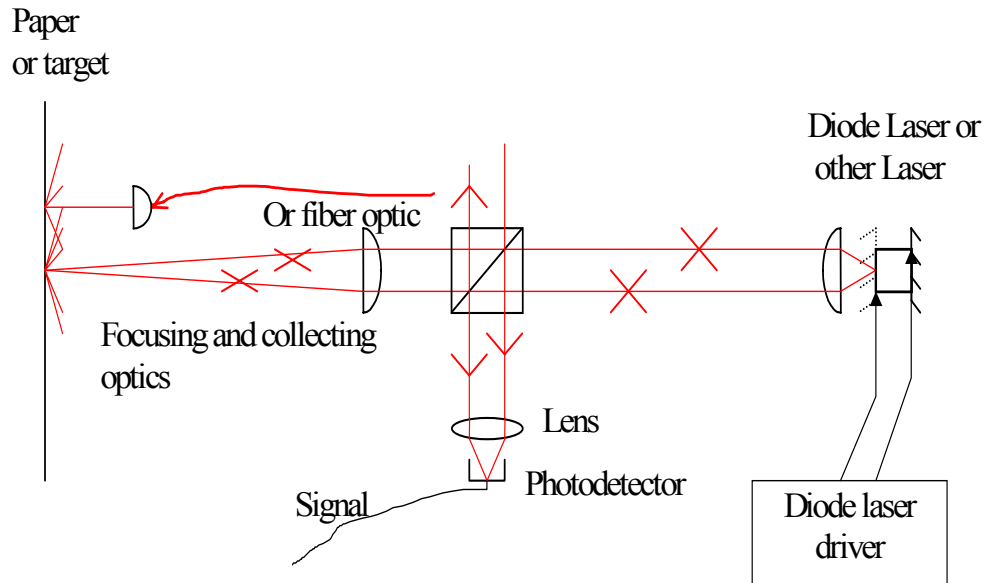 Paper
or target
Diode Laser or
other Laser
Or fiber optic
Focusing and collecting
optics
Lens
Photodetector
Signal
Diode laser
driver